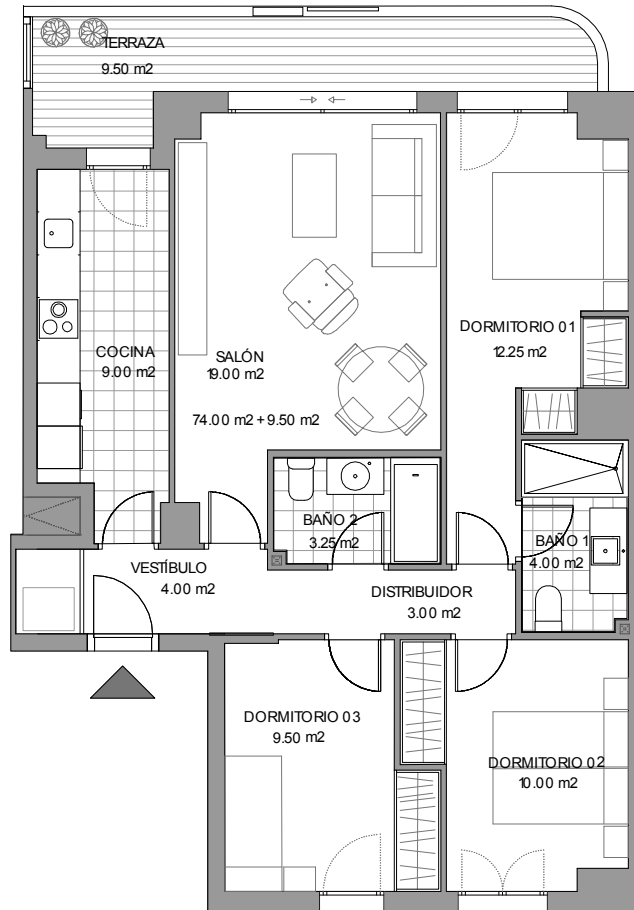 TERRAZA
9.50 m2
COCINA
9.00 m2
SALÓN
19.00 m2
74.00 m2 + 9.50 m2
DORMITORIO 01
12.25 m2
BAÑO 2
3.25 m2
BAÑO 1
4.00 m2
VESTÍBULO
4.00 m2
DISTRIBUIDOR
3.00 m2
DORMITORIO 03
9.50 m2
DORMITORIO 02
10.00 m2